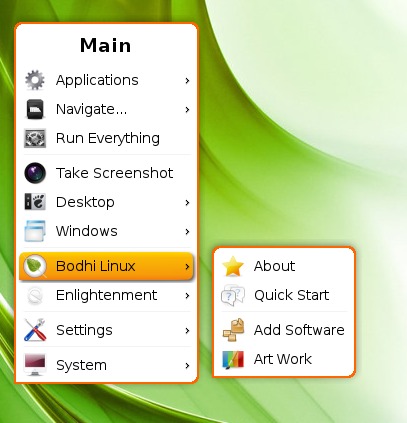 Main
Applications
Navigate...
Run Everything
Take Screenshot
Desktop
Windows
Bodhi Linux
Enlightenment
Settings
System
About
Quick Start
Add Software
Art Work